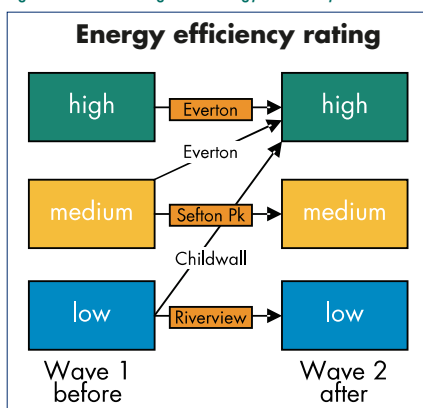 Energy efficiency rating
high
Everton
high
Everton
medium
Sefton Pk
medium
Childwall
low
Riverview
low
Wave 1
before
Wave 2
after